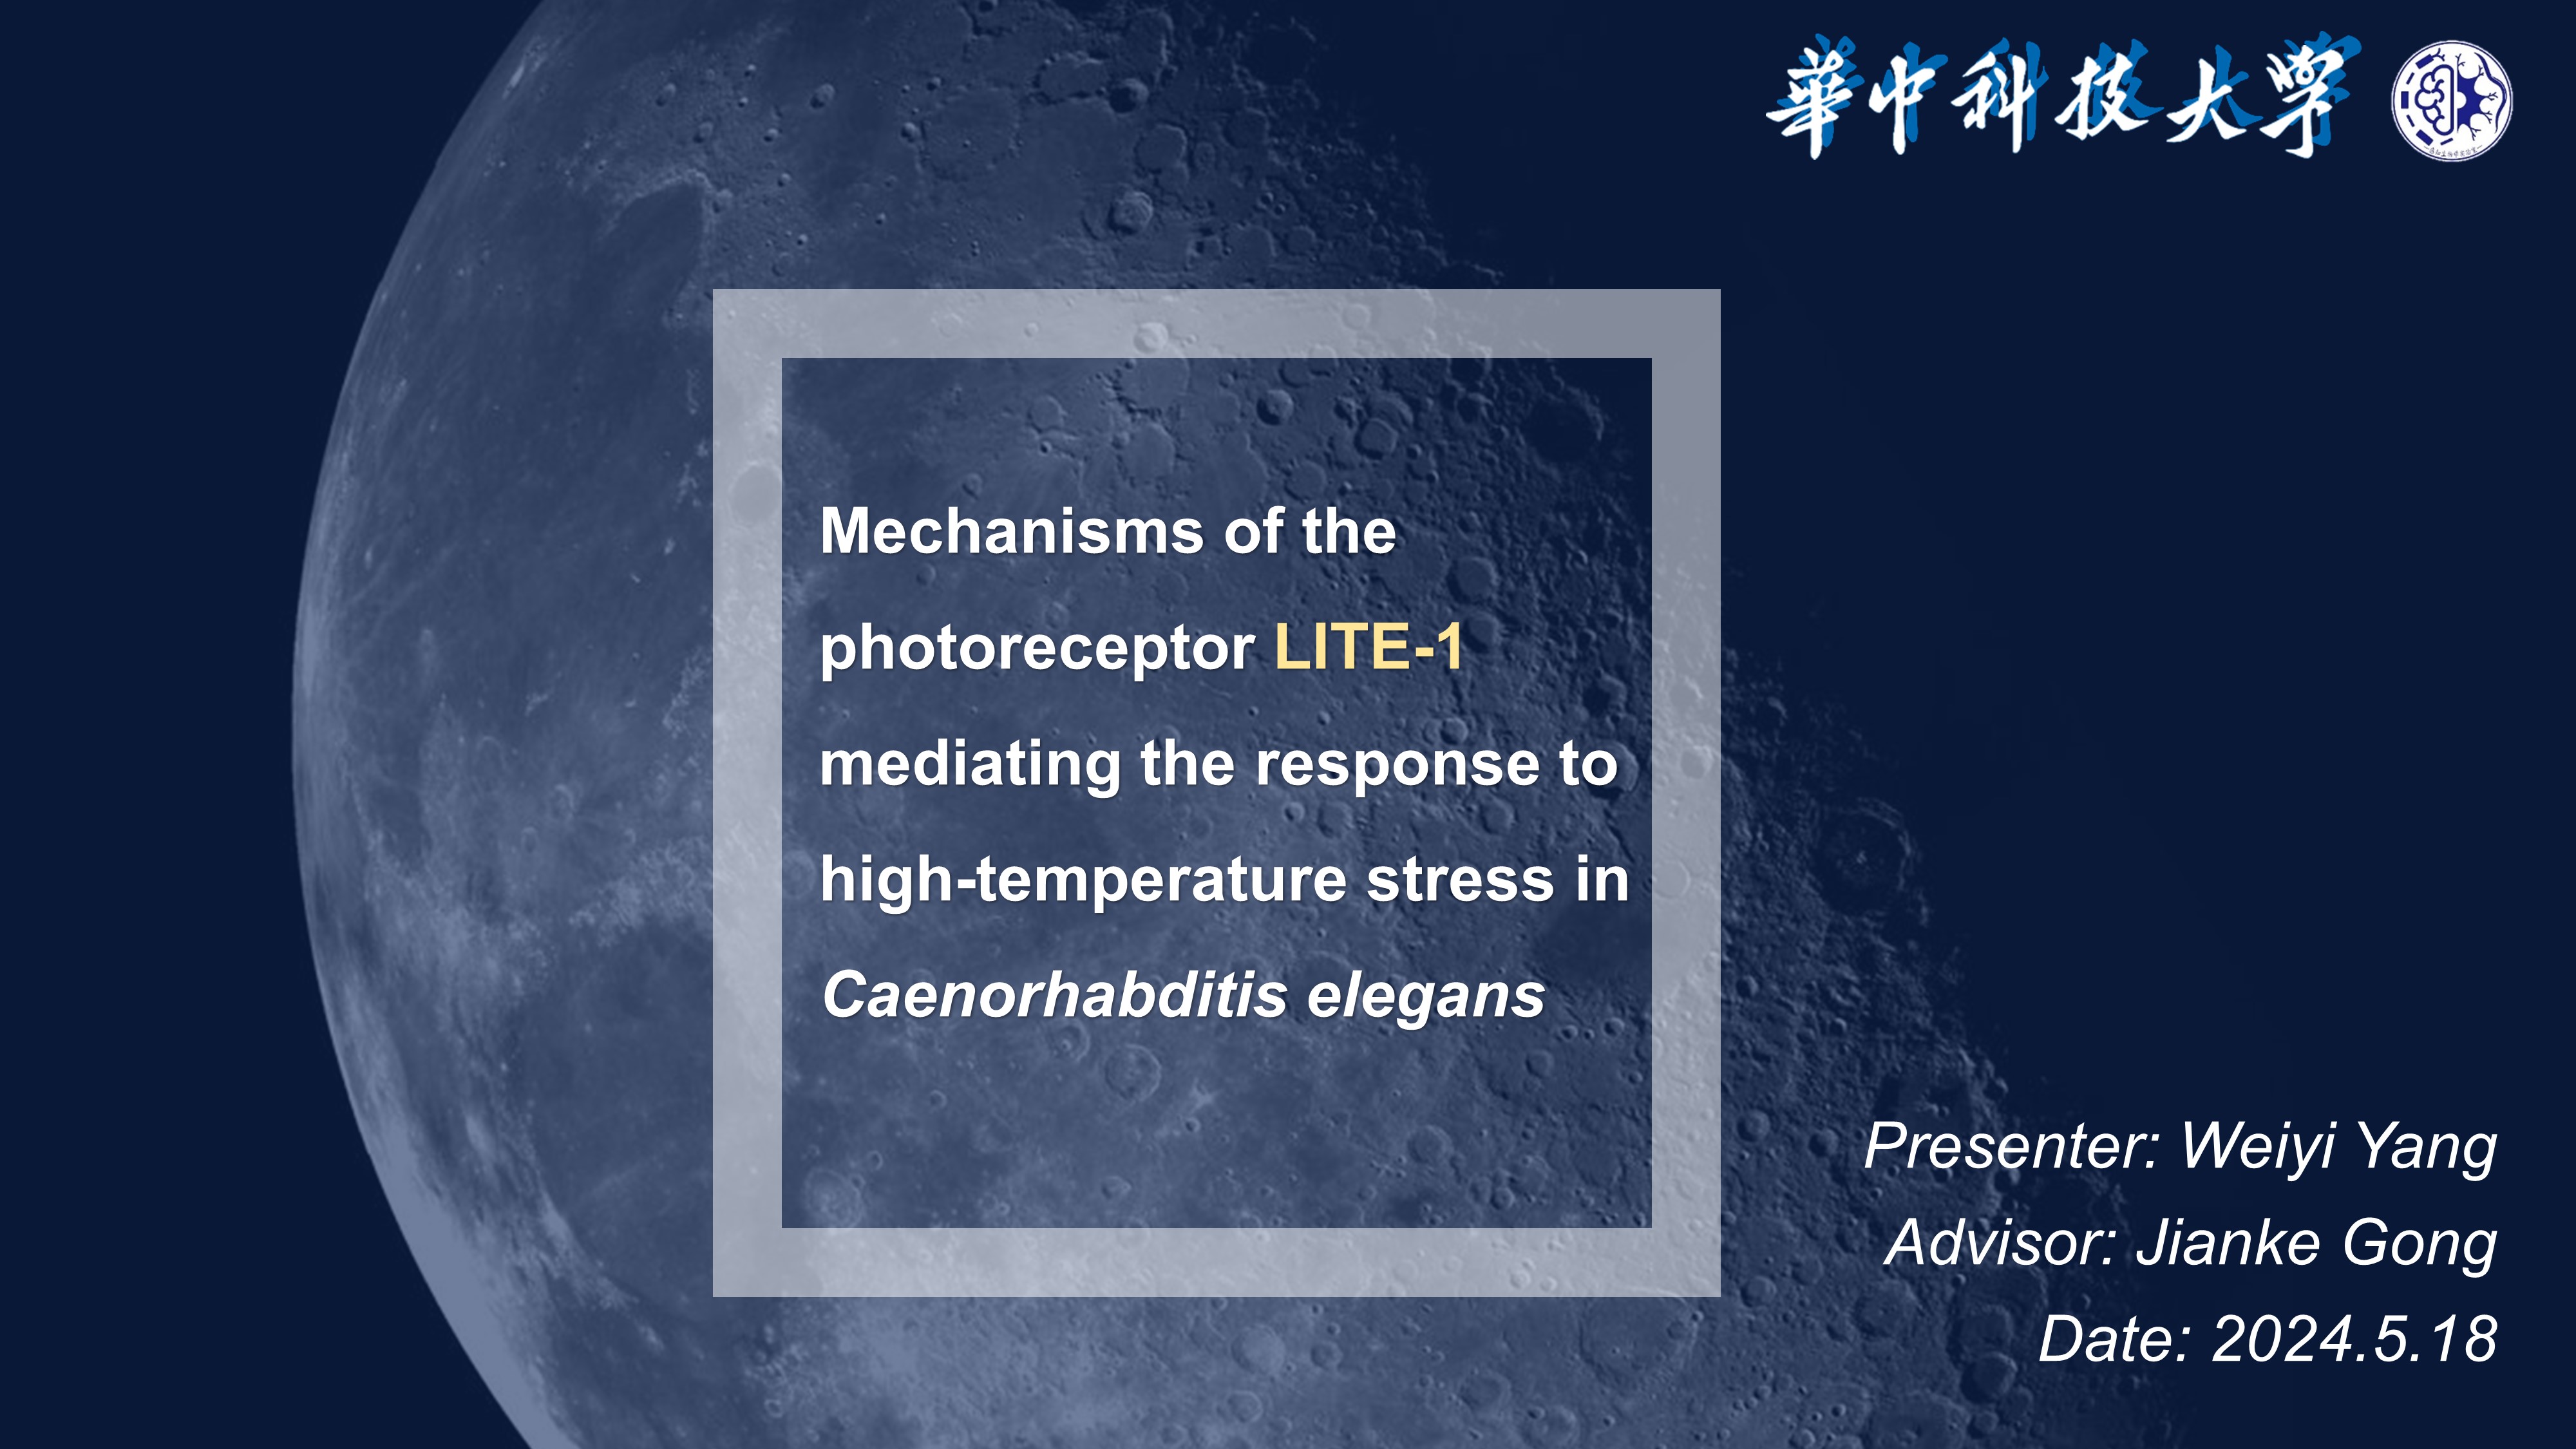 華中科技大學
Mechanisms of the
photoreceptor LITE-1
mediating the response to
high-temperature stress in
Caenorhabditis elegans
Presenter: Weiyi Yang
Advisor: Jianke Gong
Date: 2024.5.18